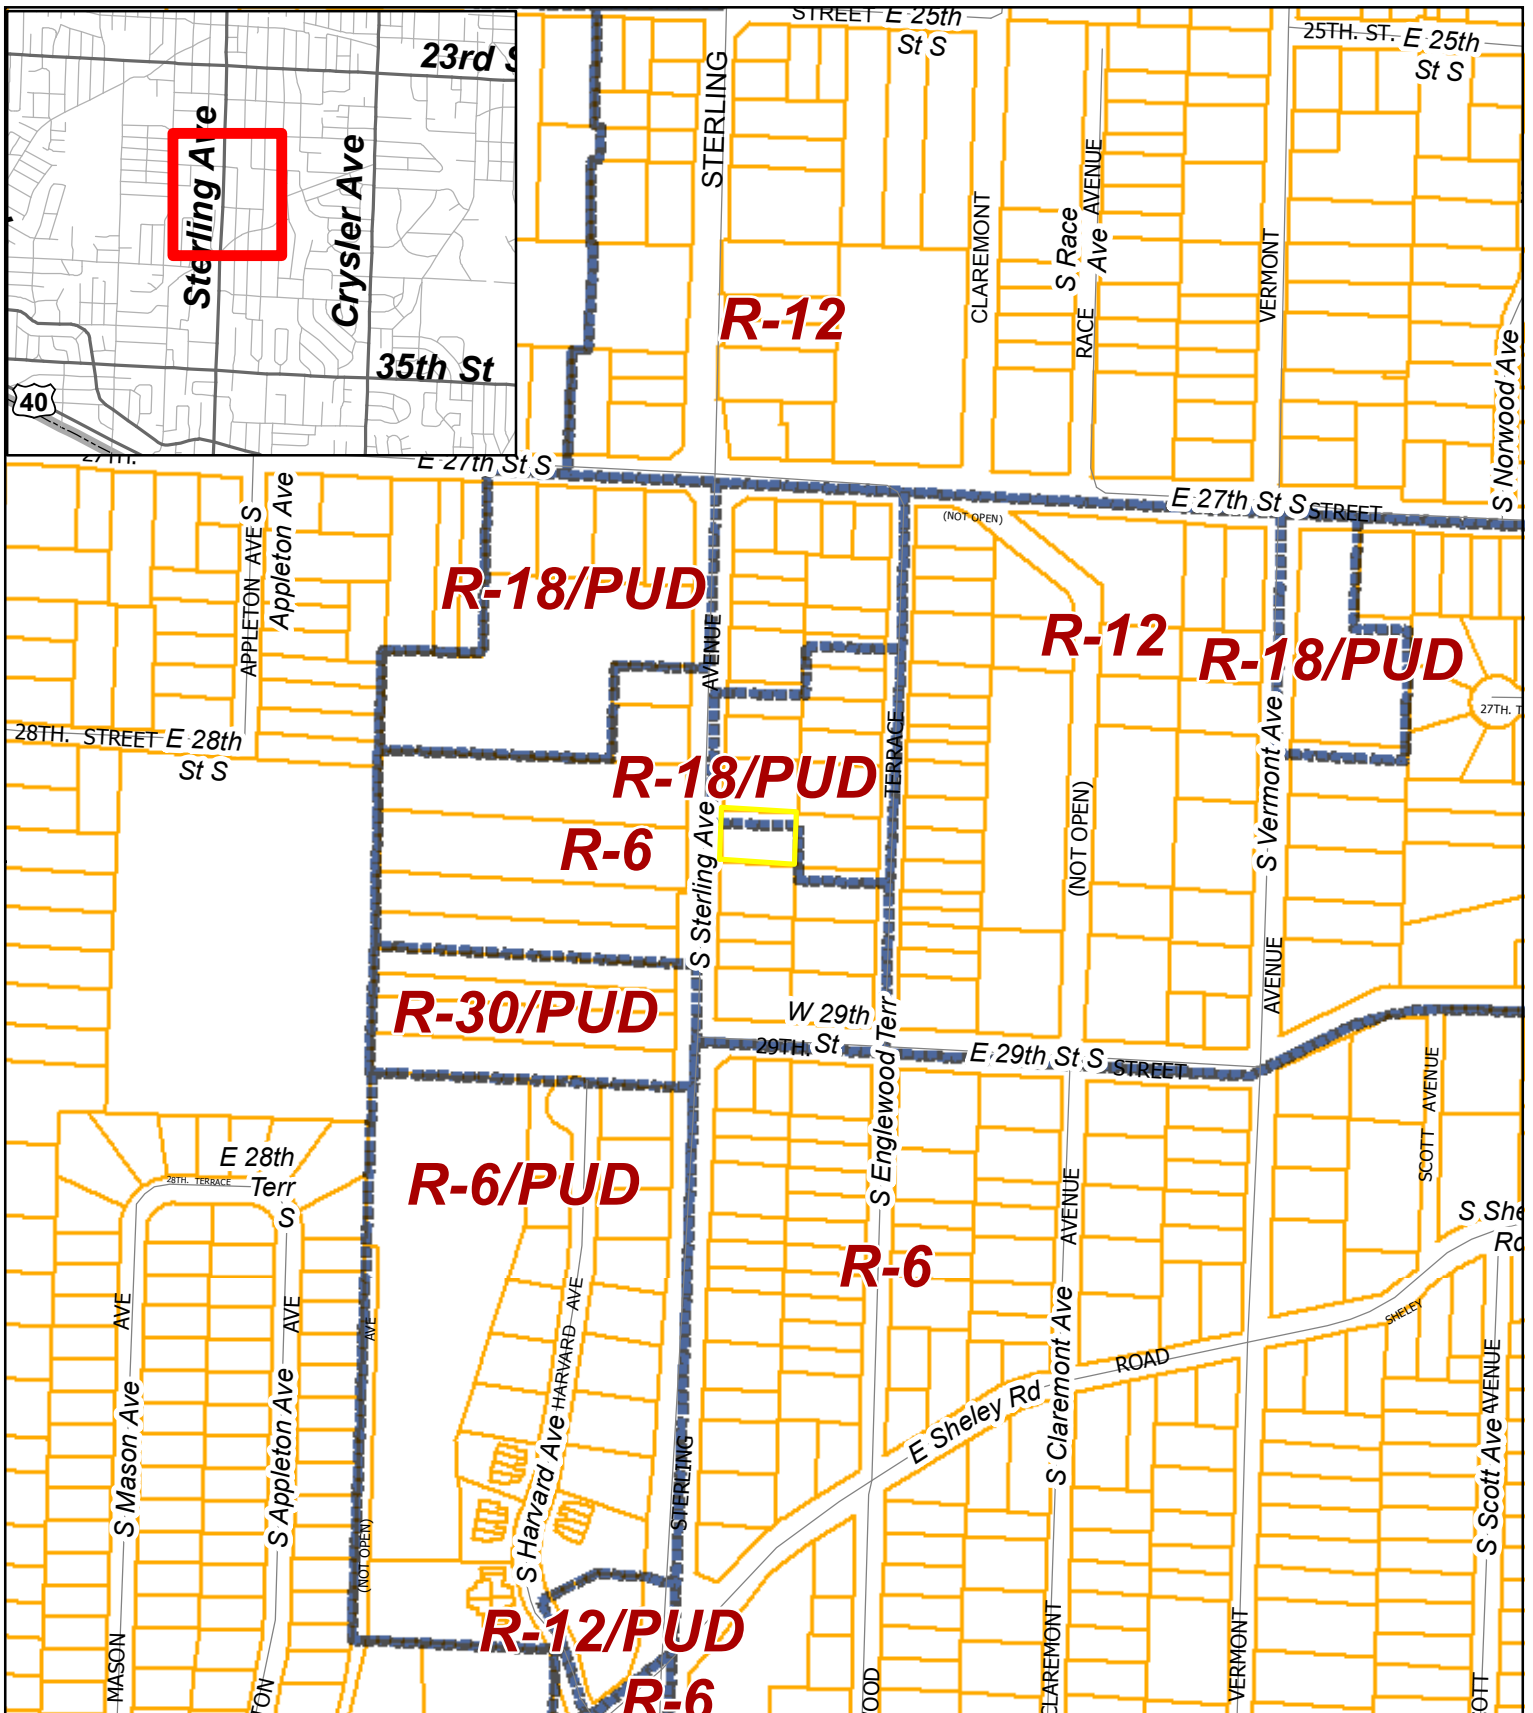 23rd S
Sterling Ave
Crysler Ave
35th St
40
STREET E 25th
St S
25TH. ST. E 25th
St S
STERLING
CLAREMONT
S Race
Ave
AVENUE
RACE
VERMONT
S Norwood Ave
R-12
27TH.
E 27th St S
E 27th St S
STREET
(NOT OPEN)
S Appleton Ave
APPLETON AVE
R-18/PUD
AVENUE
R-12
R-18/PUD
27TH. T
28TH. STREET E 28th
St S
R-18/PUD
TERRACE
R-6
S Sterling Ave
(NOT OPEN)
S Vermont Ave
AVENUE
R-30/PUD
W 29th
St
29TH.
E 29th St S
STREET
S Englewood Terr
SCOTT AVENUE
E 28th
Terr
S
28TH. TERRACE
R-6/PUD
AVENUE
S She
Rd
R-6
AVE
AVE
AVE
HARVARD AVE
SHELEY
ROAD
E Sheley Rd
S Claremont Ave
S Mason Ave
S Appleton Ave
S Harvard Ave
STERLING
S Scott Ave
AVENUE
(NOT OPEN)
R-12/PUD
MASON
TON
OOD
CLAREMONT
VERMONT
OTT
R-6